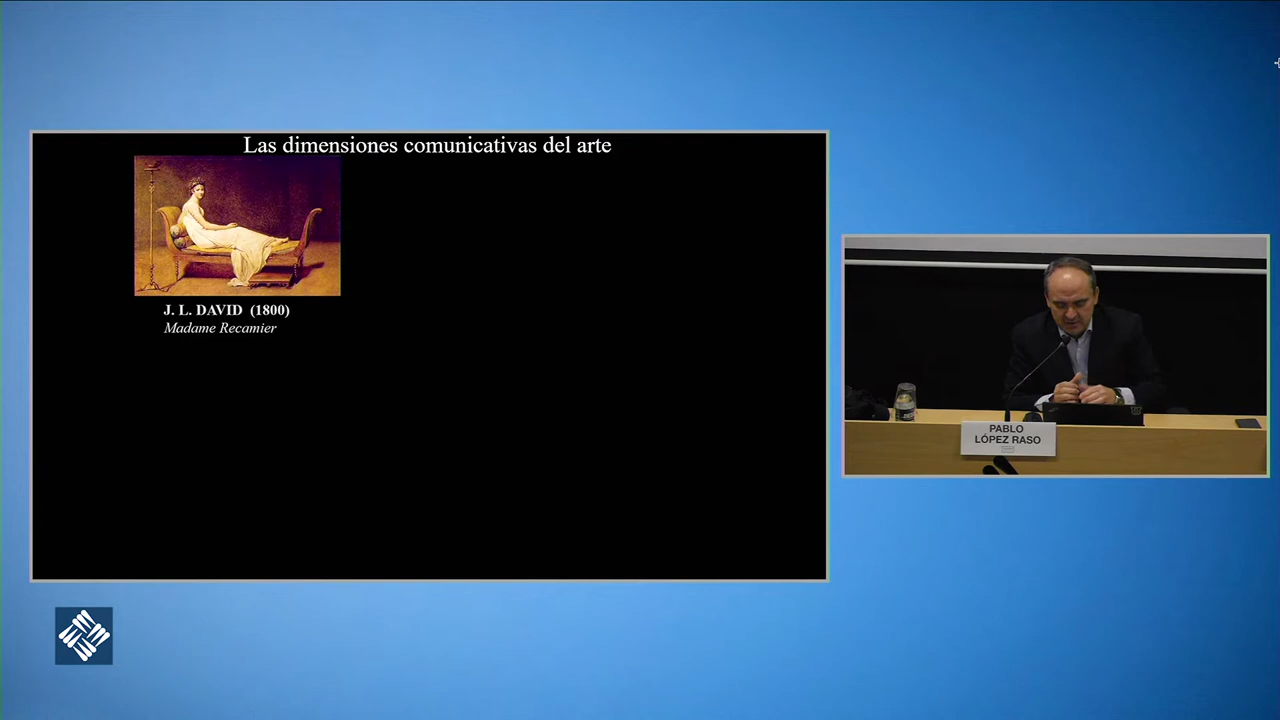 Las dimensiones comunicativas del arte
J. L. DAVID (1800)
Madame Recamier
PABLO
LÓPEZ RASO